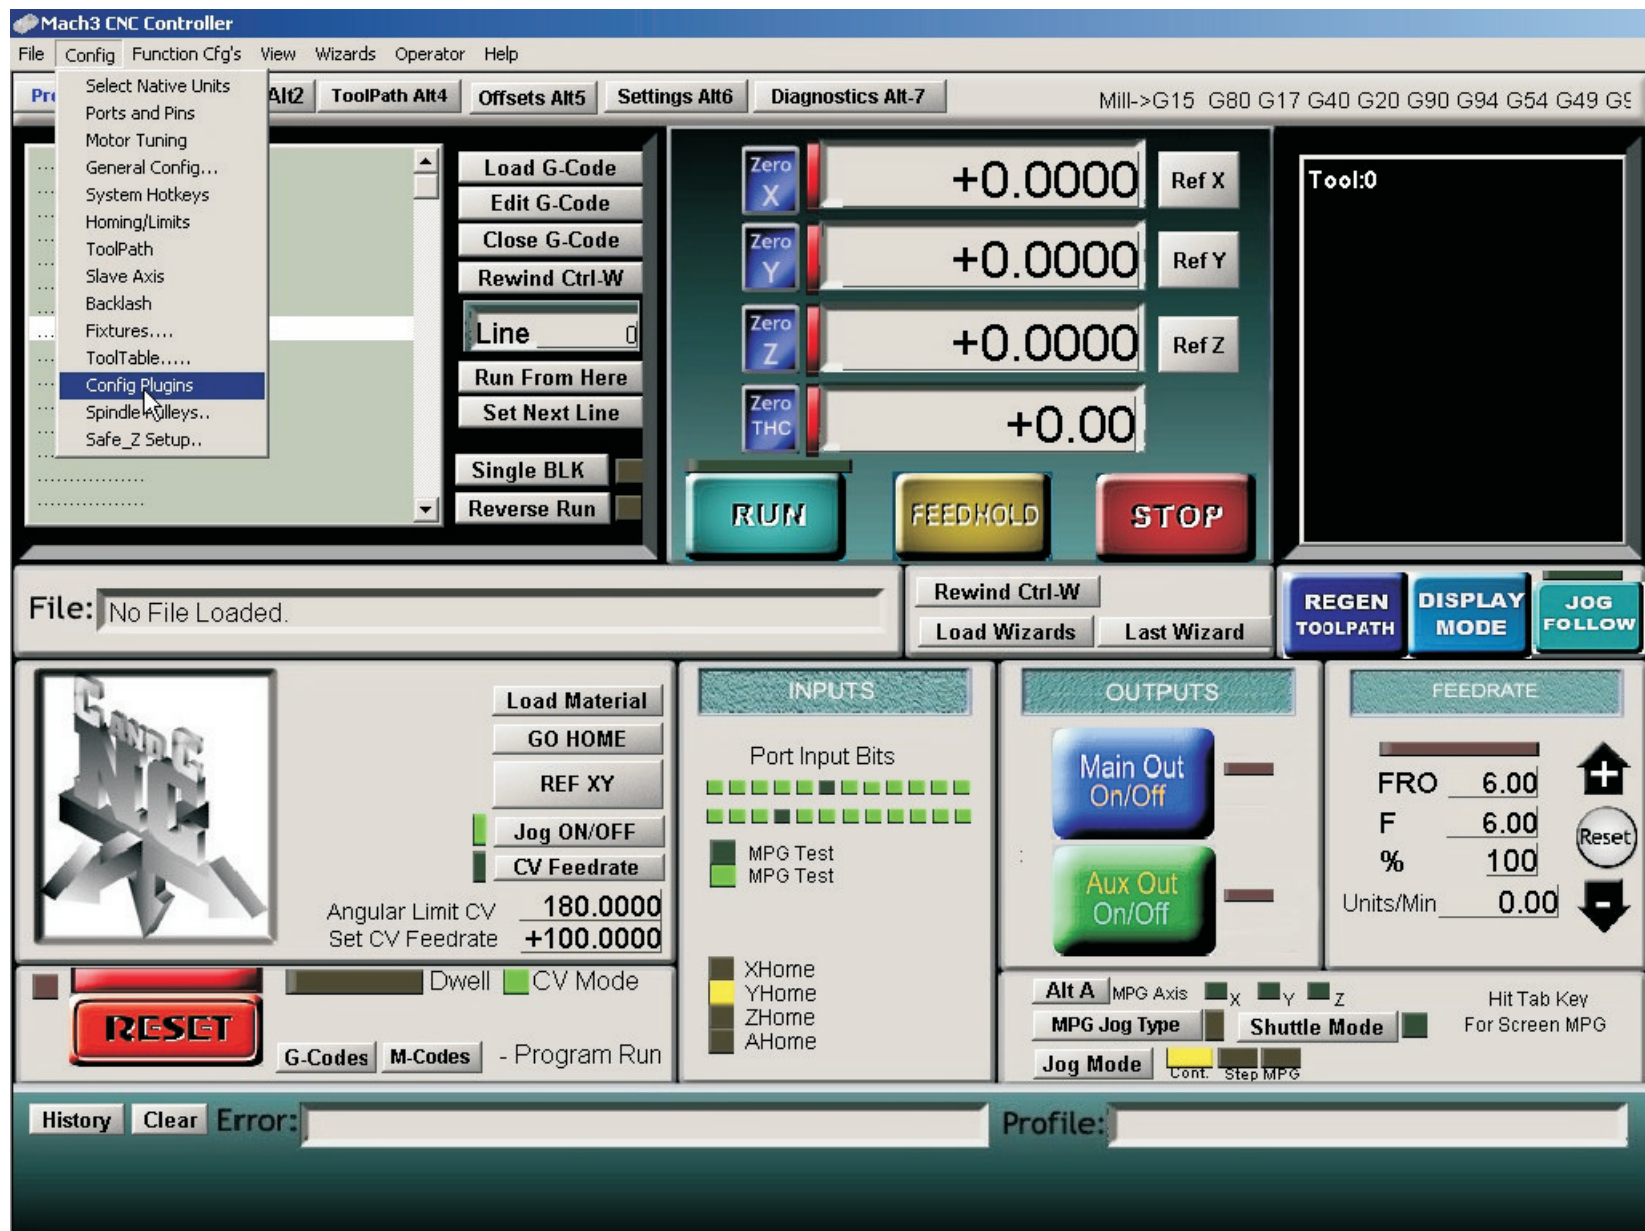 Mach3 CNC Controller
File Config Function Cfg's View Wizards Operator Help
Select Native Units
Ports and Pins
Motor Tuning
General Config...
System Hotkeys
Homing/Limits
ToolPath
Slave Axis
Backlash
Fixtures....
ToolTable.....
Config Plugins
Spindle Pulleys..
Safe_Z Setup..
Alt2 ToolPath Alt4 Offsets Alt5 Settings Alt6 Diagnostics Alt-7
Mill->G15 G80 G17 G40 G20 G90 G94 G54 G49
Load G-Code
Edit G-Code
Close G-Code
Rewind Ctrl-W
Line 0
Run From Here
Set Next Line
Single BLK
Reverse Run
Zero X +0.0000 Ref X
Zero Y +0.0000 Ref Y
Zero Z +0.0000 Ref Z
Zero THC +0.00
RUN FEEDHOLD STOP
Tool:0
File: No File Loaded.
Rewind Ctrl-W
Load Wizards Last Wizard
REGEN TOOLPATH
DISPLAY MODE
JOG FOLLOW
C AND C
NC
Load Material
GO HOME
REF XY
Jog ON/OFF
CV Feedrate
Angular Limit CV 180.0000
Set CV Feedrate +100.0000
Dwell CV Mode
RESET
G-Codes M-Codes - Program Run
INPUTS
Port Input Bits
MPG Test
MPG Test
XHome
YHome
ZHome
AHome
OUTPUTS
Main Out
On/Off
:
Aux Out
On/Off
FEEDRATE
FRO 6.00
F 6.00
% 100
Units/Min 0.00
+
Reset
-
Alt A MPG Axis X Y Z
MPG Jog Type Shuttle Mode
Jog Mode Cont. Step MPG
Hit Tab Key
For Screen MPG
History Clear Error:
Profile: